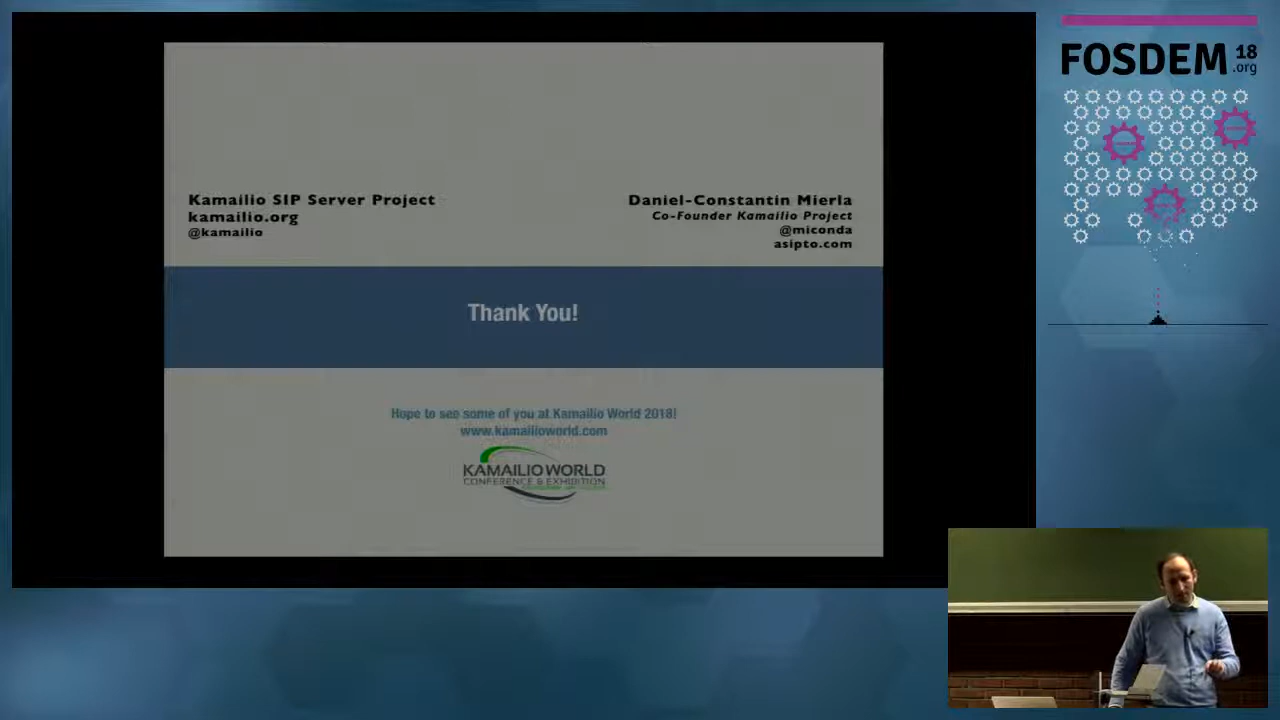 FOSDEM 18
.org
Kamailio SIP Server Project
kamailio.org
@kamailio
Daniel-Constantin Mierla
Co-Founder Kamailio Project
@miconda
asipto.com
Thank You!
Hope to see some of you at Kamailio World 2018!
www.kamailioworld.com
KAMAILIO WORLD
CONFERENCE & EXHIBITION